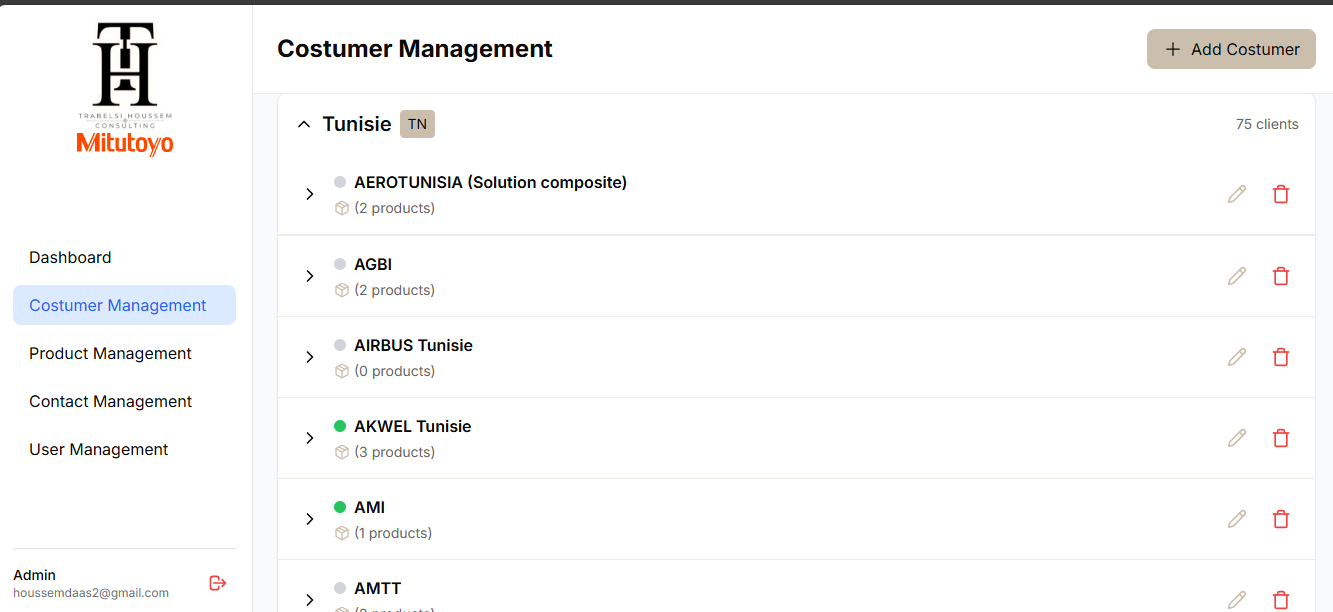 TH
TRABELSI HOUSSEM
CONSULTING
Mitutoyo
Dashboard
Costumer Management
Product Management
Contact Management
User Management
Admin
houssemdaas2@gmail.com
Costumer Management
+ Add Costumer
Tunisie TN
75 clients
AEROTUNISIA (Solution composite)
(2 products)
AGBI
(2 products)
AIRBUS Tunisie
(0 products)
AKWEL Tunisie
(3 products)
AMI
(1 products)
AMTT